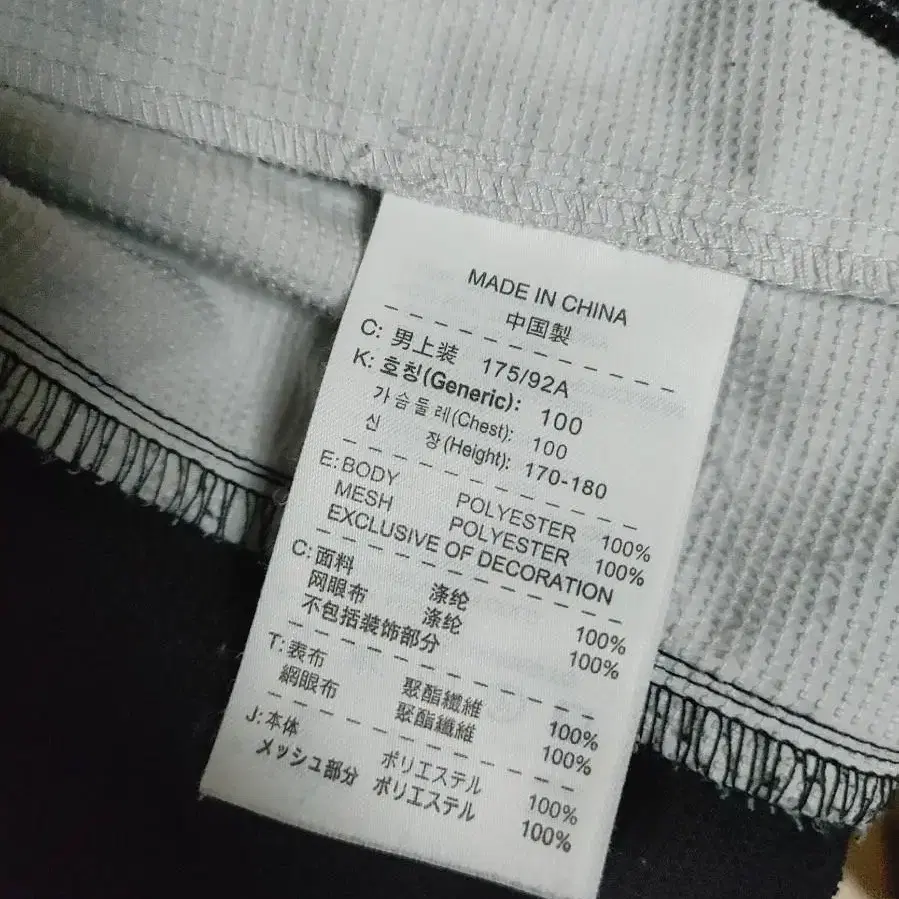 MADE IN CHINA
中国製
C: 男上装 175/92A
K: 호칭(Generic): 100
가슴둘레(Chest): 100
신 장(Height): 170-180
E: BODY POLYESTER 100%
MESH POLYESTER 100%
EXCLUSIVE OF DECORATION
C: 面料 涤纶 100%
网眼布 涤纶 100%
不包括装饰部分
T: 表布 聚酯纖維 100%
網眼布 聚酯纖維 100%
J: 本体 ポリエステル 100%
メッシュ部分 ポリエステル 100%